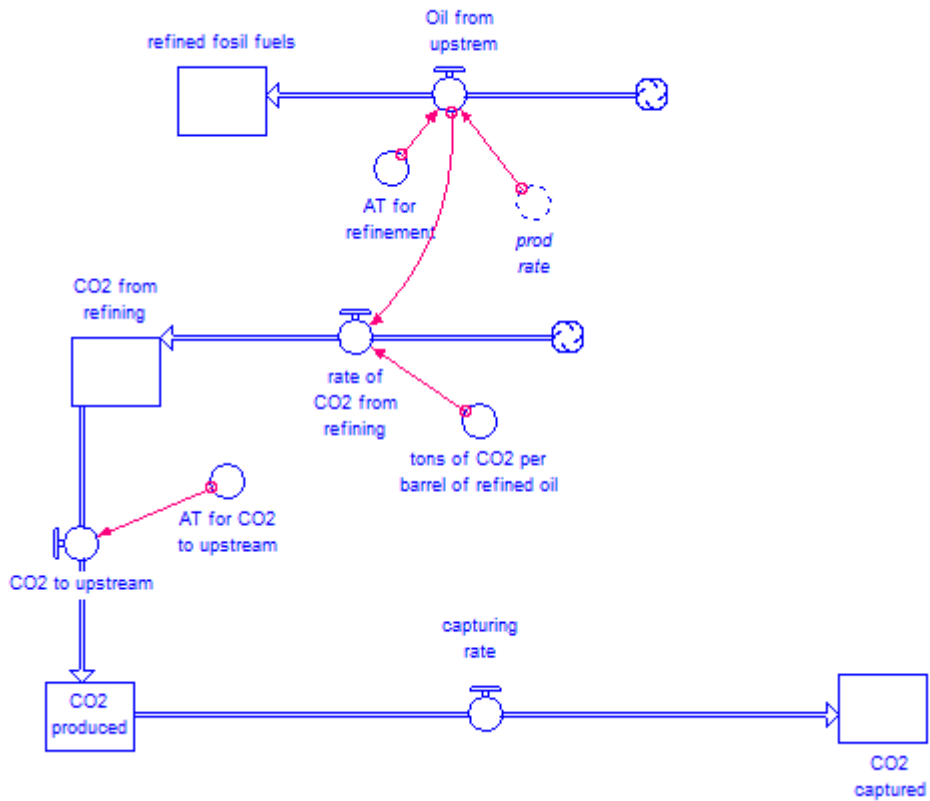 Oil from
upstrem
refined fosil fuels
AT for
refinement
prod
rate
CO2 from
refining
rate of
CO2 from
refining
tons of CO2 per
barrel of refined oil
AT for CO2
to upstream
CO2 to upstream
capturing
rate
CO2
produced
CO2
captured